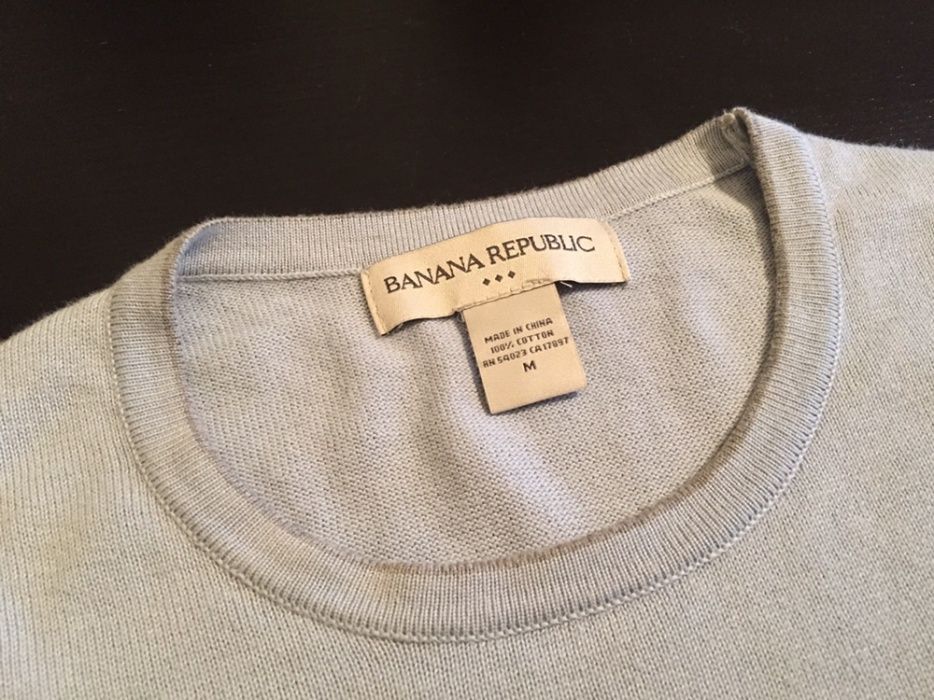 BANANA REPUBLIC
MADE IN CHINA
100% COTTON
RN 54023 CA17897
M